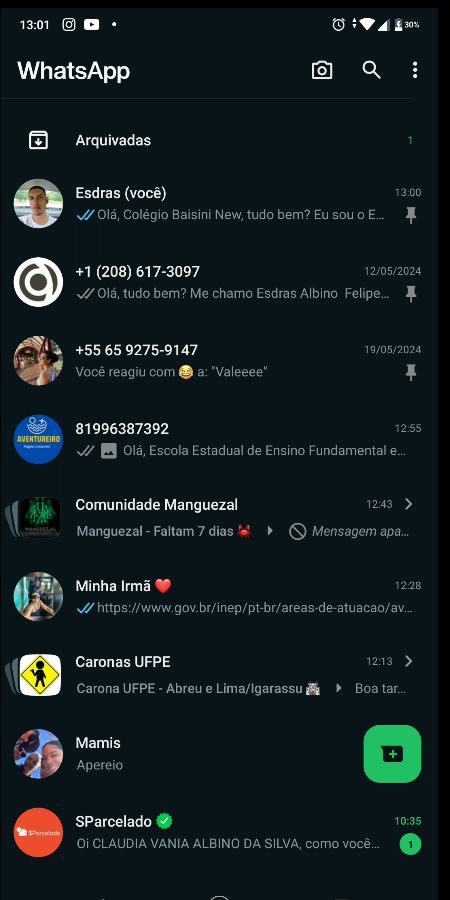 13:01 30%
WhatsApp
Arquivadas 1
Esdras (você) 13:00
Olá, Colégio Baisini New, tudo bem? Eu sou o E...
+1 (208) 617-3097 12/05/2024
Olá, tudo bem? Me chamo Esdras Albino Felipe...
+55 65 9275-9147 19/05/2024
Você reagiu com 😂 a: "Valeeee"
AVENTUREIRO
81996387392 12:55
Olá, Escola Estadual de Ensino Fundamental e...
MANGUEZAL
Comunidade Manguezal 12:43
Manguezal - Faltam 7 dias 🦀 Mensagem apa...
Minha Irmã ❤️ 12:28
https://www.gov.br/inep/pt-br/areas-de-atuacao/av...
Caronas UFPE 12:13
Carona UFPE - Abreu e Lima/Igarassu 🏰 Boa tar...
Mamis
Apereio
SParcelado
SParcelado 10:35
Oi CLAUDIA VANIA ALBINO DA SILVA, como você... 1